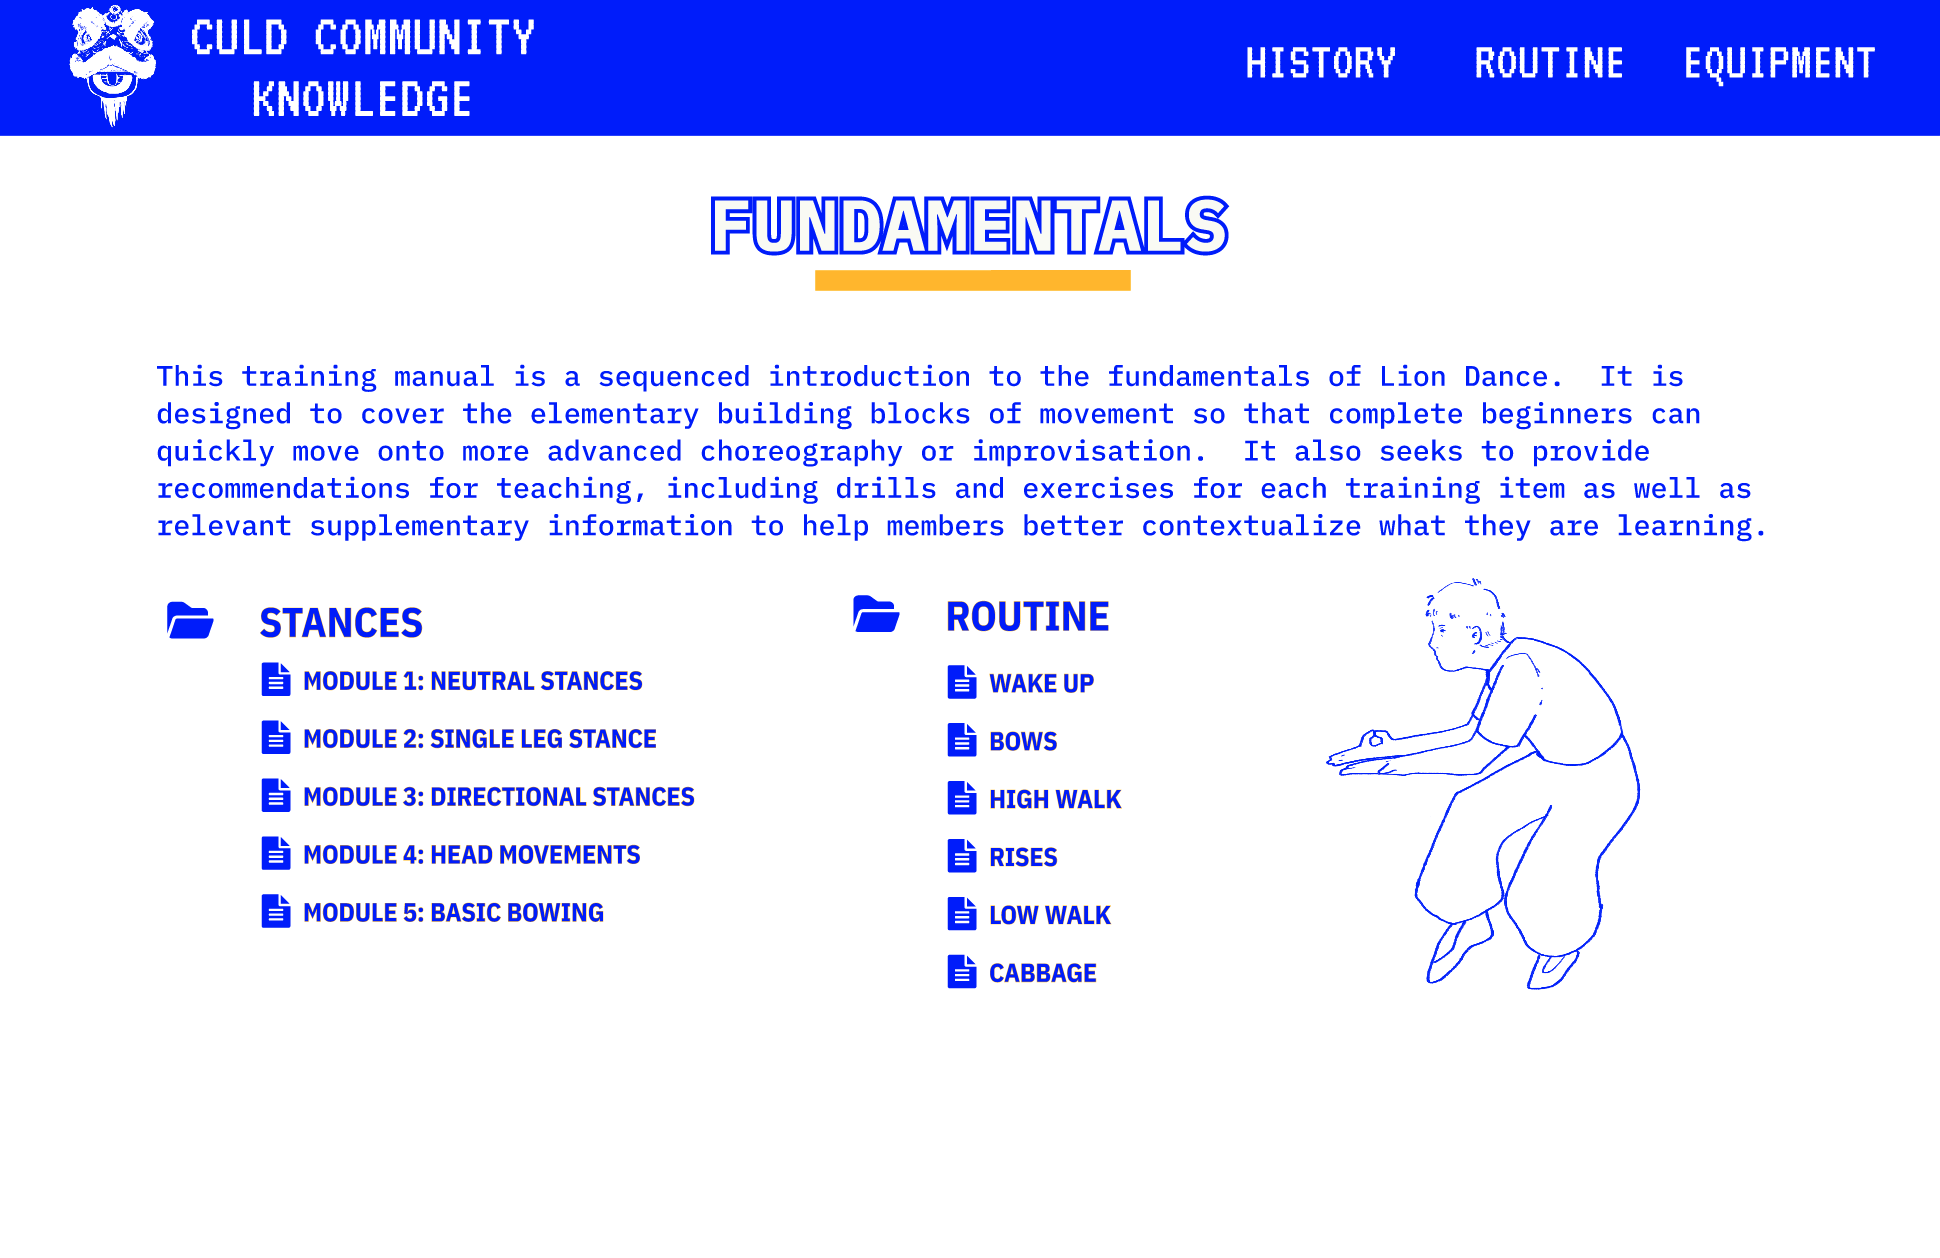 CULD COMMUNITY
KNOWLEDGE
HISTORY ROUTINE EQUIPMENT
FUNDAMENTALS
This training manual is a sequenced introduction to the fundamentals of Lion Dance.  It is
designed to cover the elementary building blocks of movement so that complete beginners can
quickly move onto more advanced choreography or improvisation.  It also seeks to provide
recommendations for teaching, including drills and exercises for each training item as well as
relevant supplementary information to help members better contextualize what they are learning.
STANCES
MODULE 1: NEUTRAL STANCES
MODULE 2: SINGLE LEG STANCE
MODULE 3: DIRECTIONAL STANCES
MODULE 4: HEAD MOVEMENTS
MODULE 5: BASIC BOWING
ROUTINE
WAKE UP
BOWS
HIGH WALK
RISES
LOW WALK
CABBAGE